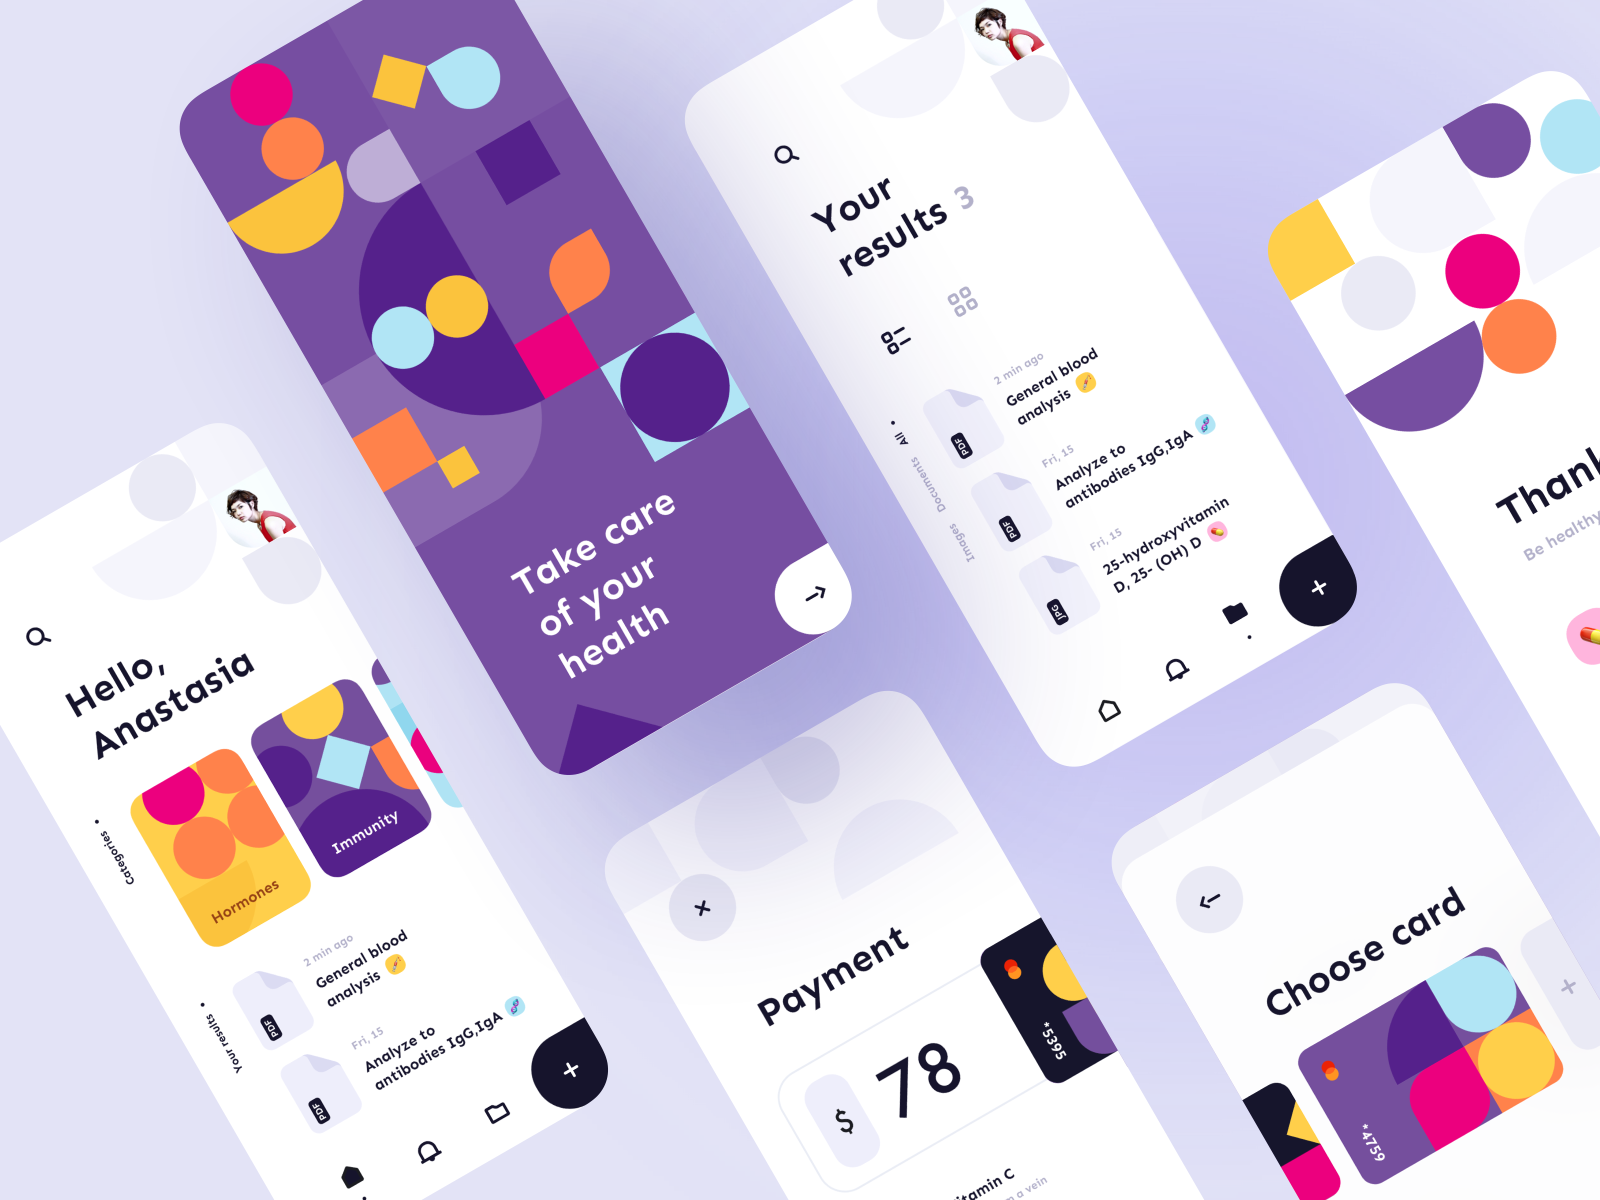 Hello,
Anastasia
Categories
Hormones
Immunity
Your results
2 min ago
General blood
analysis
PDF
Fri, 15
Analyze to
antibodies IgG,IgA
PDF
Take care
of your
health
Your
results 3
All
Documents
Images
2 min ago
General blood
analysis
PDF
Fri, 15
Analyze to
antibodies IgG,IgA
PDF
Fri, 15
25-hydroxyvitamin
D, 25- (OH) D
JPG
Payment
$
78
*5395
itamin C
a vein
Thank
Be healthy
Choose card
*4759